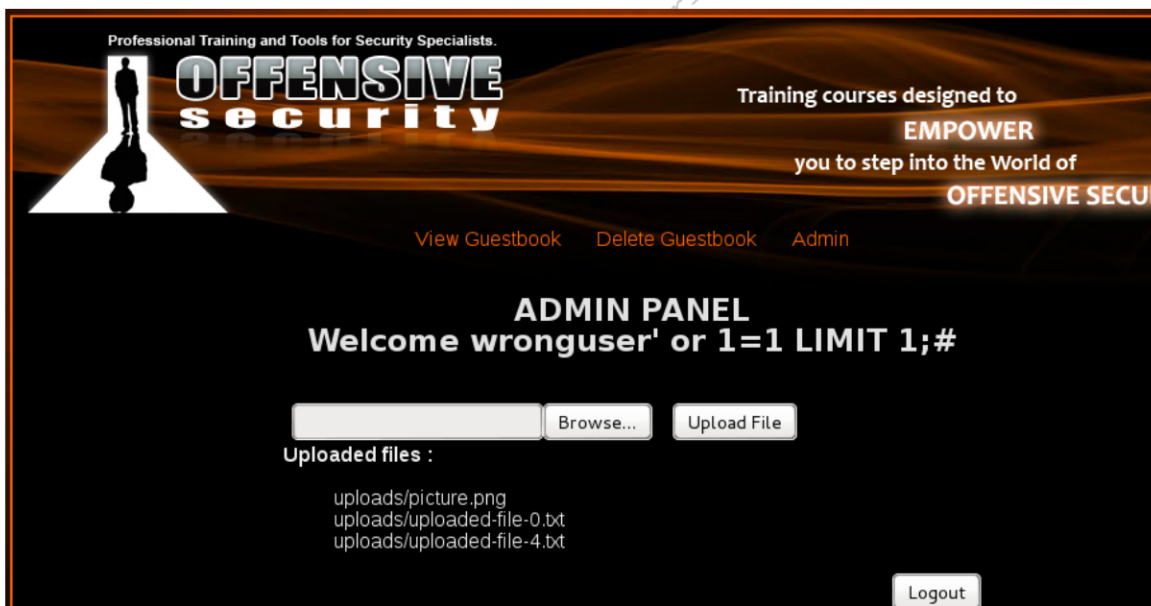 Professional Training and Tools for Security Specialists.
OFFENSIVE
security
Training courses designed to
EMPOWER
you to step into the World of
OFFENSIVE SECU
View Guestbook Delete Guestbook Admin
ADMIN PANEL
Welcome wronguser' or 1=1 LIMIT 1;#
Browse... Upload File
Uploaded files :
uploads/picture.png
uploads/uploaded-file-0.txt
uploads/uploaded-file-4.txt
Logout